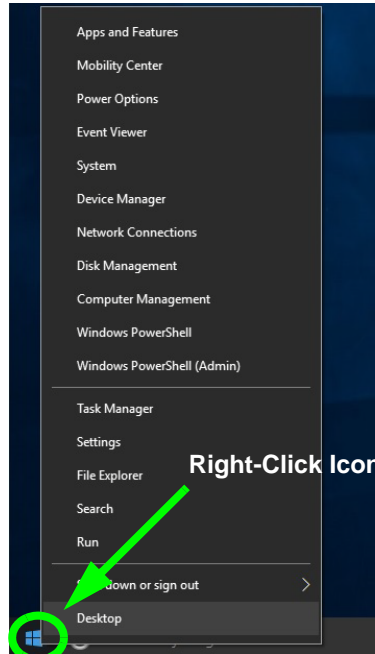 Apps and Features
Mobility Center
Power Options
Event Viewer
System
Device Manager
Network Connections
Disk Management
Computer Management
Windows PowerShell
Windows PowerShell (Admin)
Task Manager
Settings
Right-Click Icon
File Explorer
Search
Run
down or sign out
Desktop